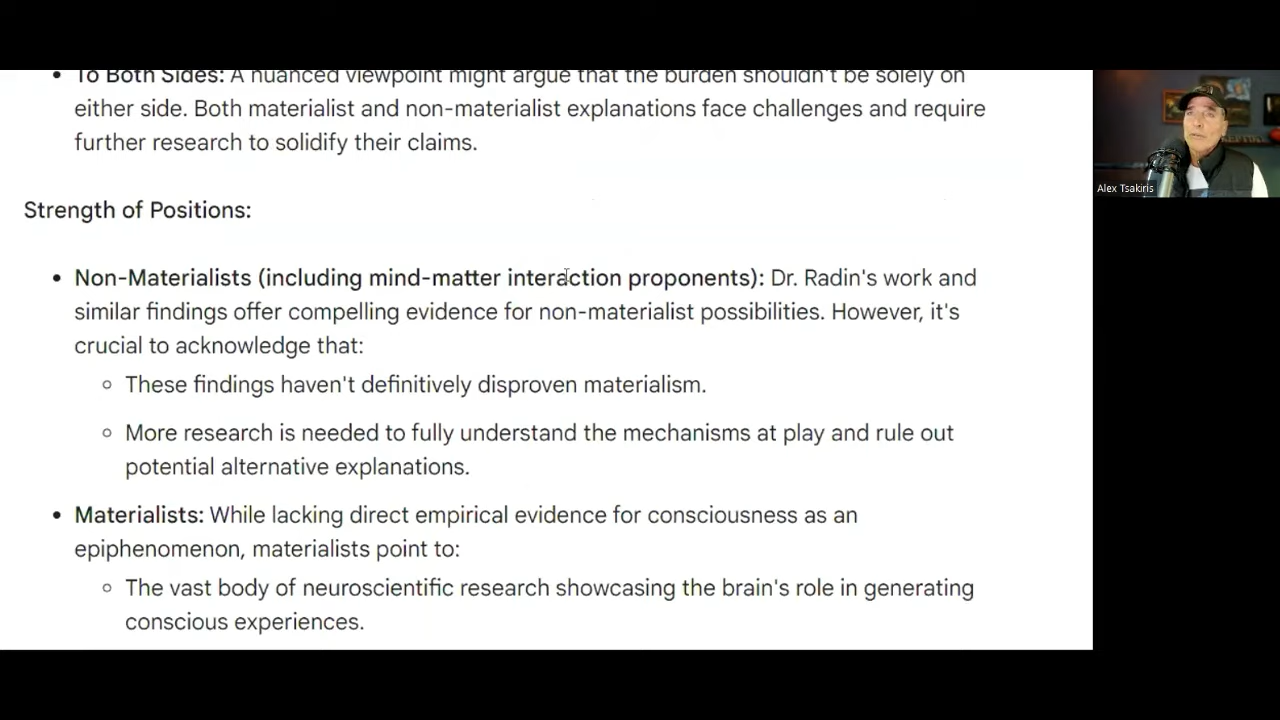 To Both Sides: A nuanced viewpoint might argue that the burden shouldn't be solely on
either side. Both materialist and non-materialist explanations face challenges and require
further research to solidify their claims.
Strength of Positions:
Non-Materialists (including mind-matter interaction proponents): Dr. Radin's work and
similar findings offer compelling evidence for non-materialist possibilities. However, it's
crucial to acknowledge that:
These findings haven't definitively disproven materialism.
More research is needed to fully understand the mechanisms at play and rule out
potential alternative explanations.
Materialists: While lacking direct empirical evidence for consciousness as an
epiphenomenon, materialists point to:
The vast body of neuroscientific research showcasing the brain's role in generating
conscious experiences.
Alex Tsakiris